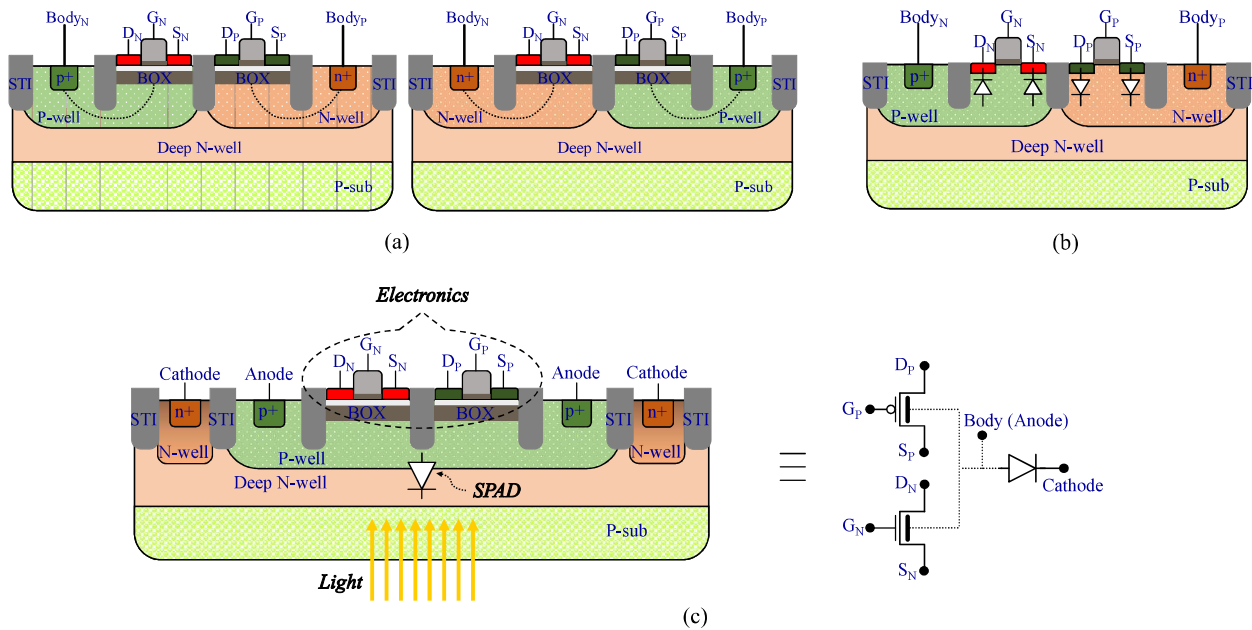 Body_N G_N G_P Body_P Body_N G_N G_P Body_P Body_N G_N G_P Body_P
D_N S_N D_P S_P D_N S_N D_P S_P D_N S_N D_P S_P
STI p+ BOX BOX n+ STI STI n+ BOX BOX p+ STI STI p+ n+ STI
P-well N-well N-well P-well P-well N-well
Deep N-well Deep N-well Deep N-well
P-sub P-sub P-sub
(a) (b)
Electronics
G_N G_P
D_N S_N D_P S_P
Cathode Anode Anode Cathode
STI n+ STI p+ BOX BOX p+ STI n+ STI
N-well P-well N-well
Deep N-well SPAD
P-sub
Light
D_P
G_P Body (Anode)
S_P
D_N Cathode
G_N
S_N
(c)